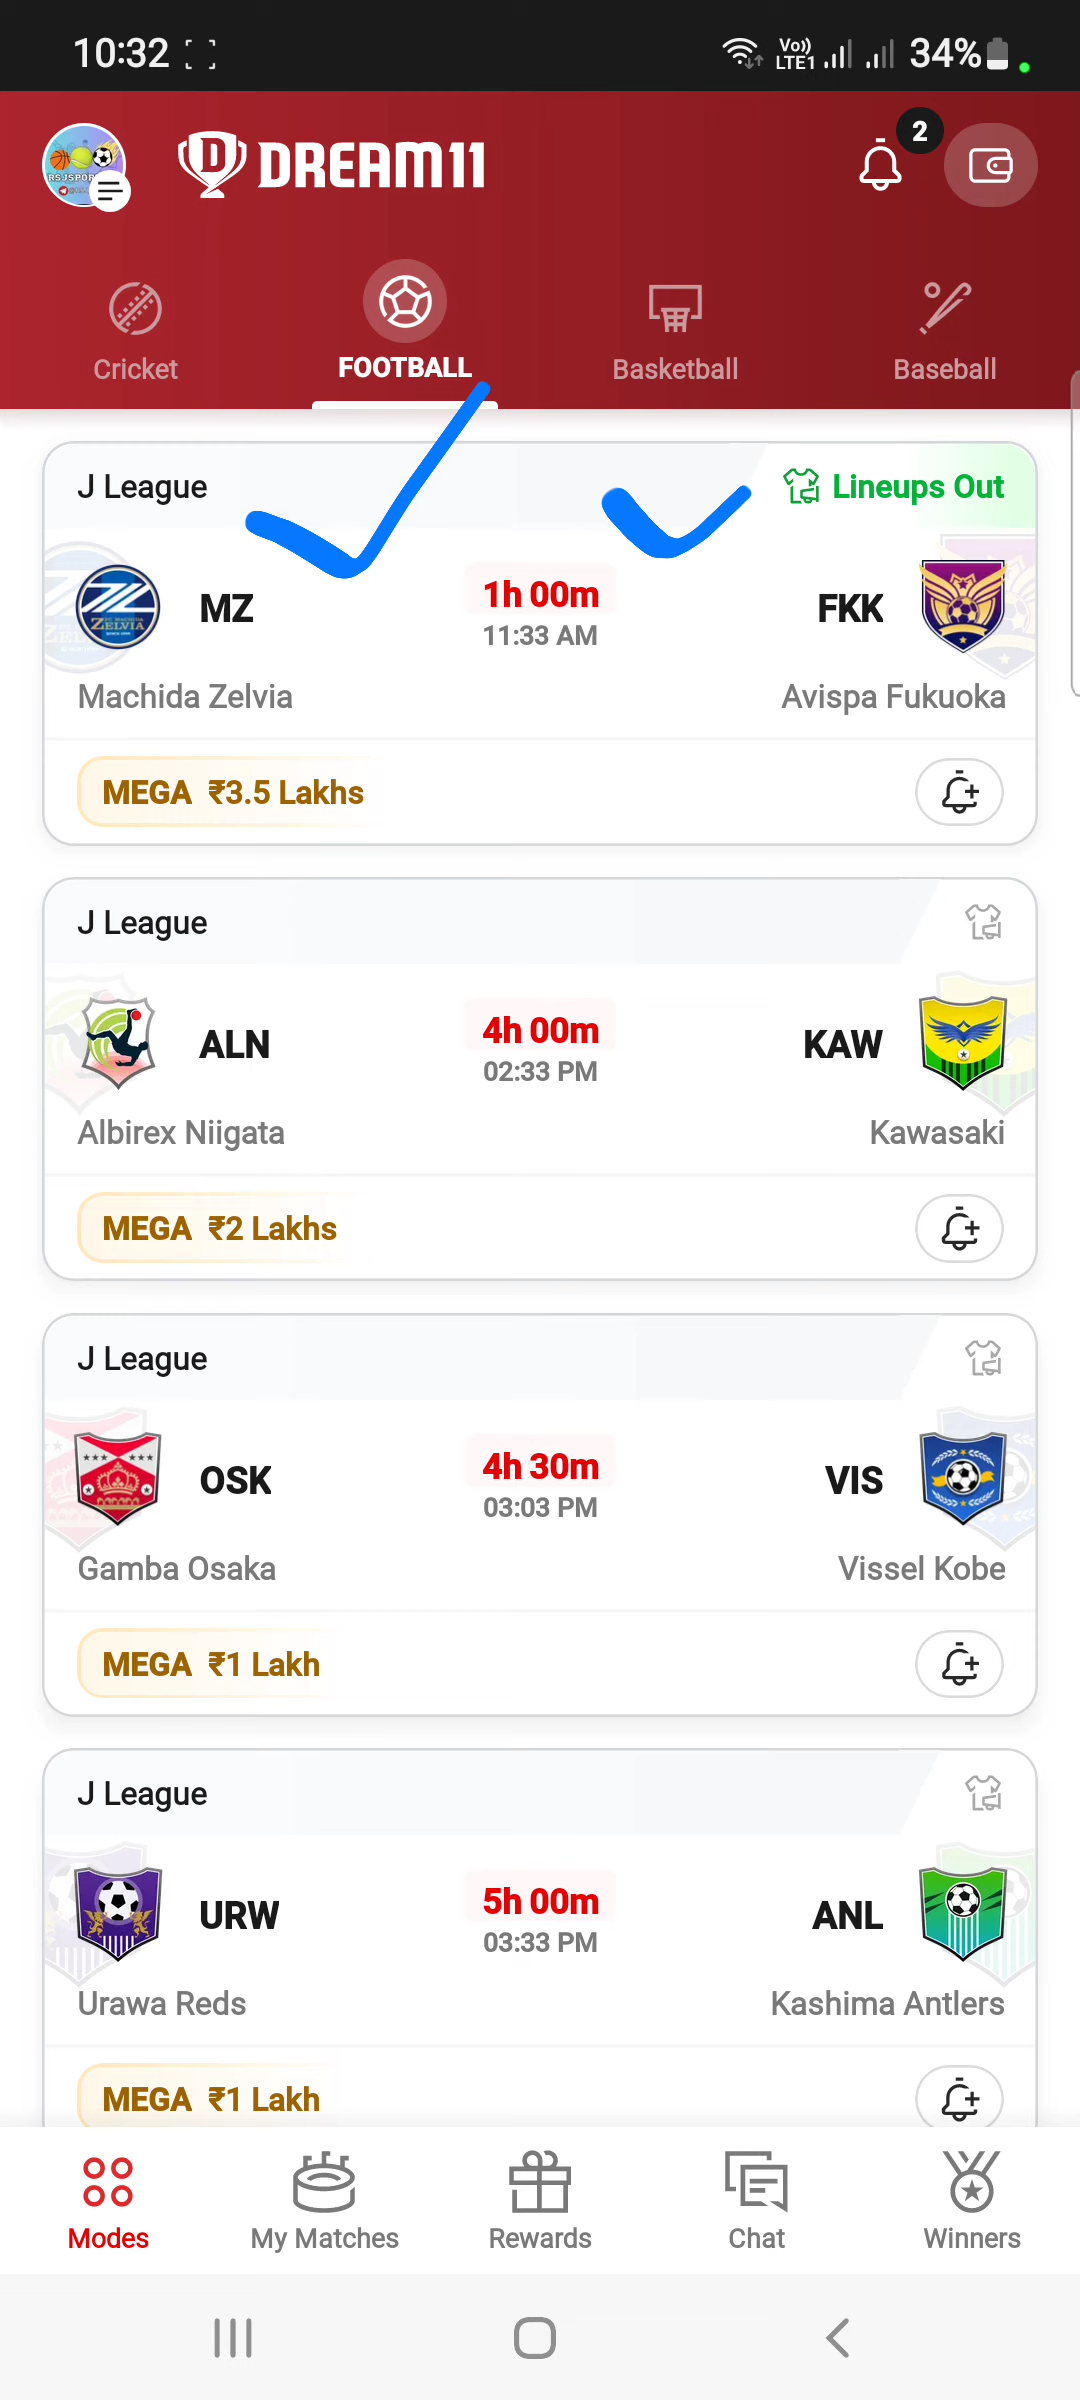 10:32 Vo)) LTE1 34%
RSJSPOR DREAM11 2
Cricket FOOTBALL Basketball Baseball
J League Lineups Out
MZ 1h 00m FKK
11:33 AM
Machida Zelvia Avispa Fukuoka
MEGA ₹3.5 Lakhs
J League
ALN 4h 00m KAW
02:33 PM
Albirex Niigata Kawasaki
MEGA ₹2 Lakhs
J League
OSK 4h 30m VIS
03:03 PM
Gamba Osaka Vissel Kobe
MEGA ₹1 Lakh
J League
URW 5h 00m ANL
03:33 PM
Urawa Reds Kashima Antlers
MEGA ₹1 Lakh
Modes My Matches Rewards Chat Winners